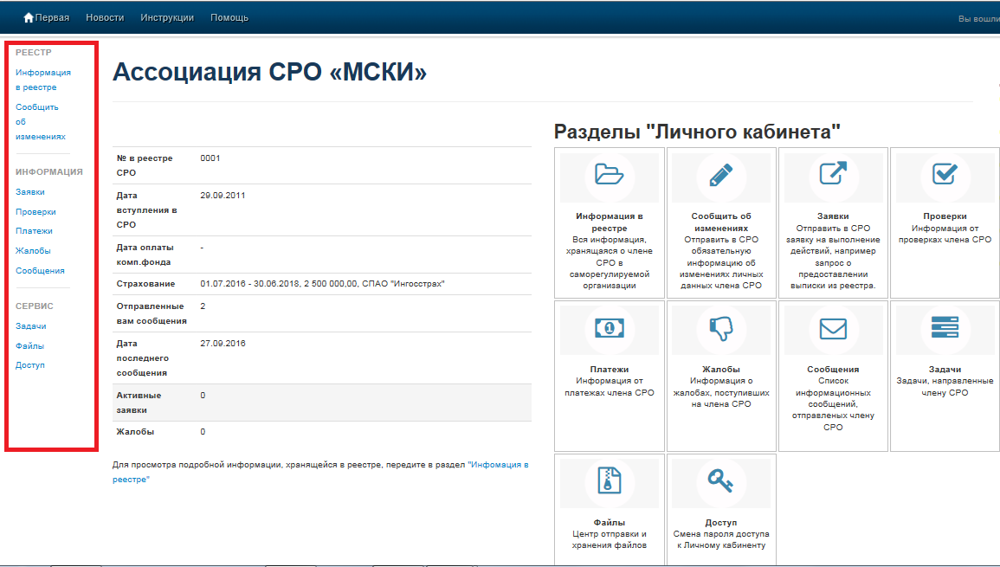 Первая Новости Инструкции Помощь
Вы вошли
РЕЕСТР
Информация
в реестре
Сообщить
об
изменениях
ИНФОРМАЦИЯ
Заявки
Проверки
Платежи
Жалобы
Сообщения
СЕРВИС
Задачи
Файлы
Доступ
Ассоциация СРО «МСКИ»
№ в реестре
СРО
0001
Дата
вступления в
СРО
29.09.2011
Дата оплаты
комп.фонда
-
Страхование
01.07.2016 - 30.06.2018, 2 500 000,00, СПАО "Ингосстрах"
Отправленные
вам сообщения
2
Дата
последнего
сообщения
27.09.2016
Активные
заявки
0
Жалобы
0
Для просмотра подробной информации, хранящейся в реестре, передите в раздел "Инфомация в
реестре"
Разделы "Личного кабинета"
Информация в
реестре
Вся информация,
хранящаяся о члене
СРО в
саморегулируемой
организации
Сообщить об
изменениях
Отправить в СРО
обязательную
информацию об
изменениях личных
данных члена СРО
Заявки
Отправить в СРО
заявку на выполнение
действий, например
запрос о
предоставлении
выписки из реестра.
Проверки
Информация от
проверках члена СРО
Платежи
Информация от
платежах члена СРО
Жалобы
Информация о
жалобах, поступивших
на члена СРО
Сообщения
Список
информационных
сообщений,
отправленых члену
СРО
Задачи
Задачи, направленные
члену СРО
Файлы
Центр отправки и
хранения файлов
Доступ
Смена пароля доступа
к Личному кабиненту